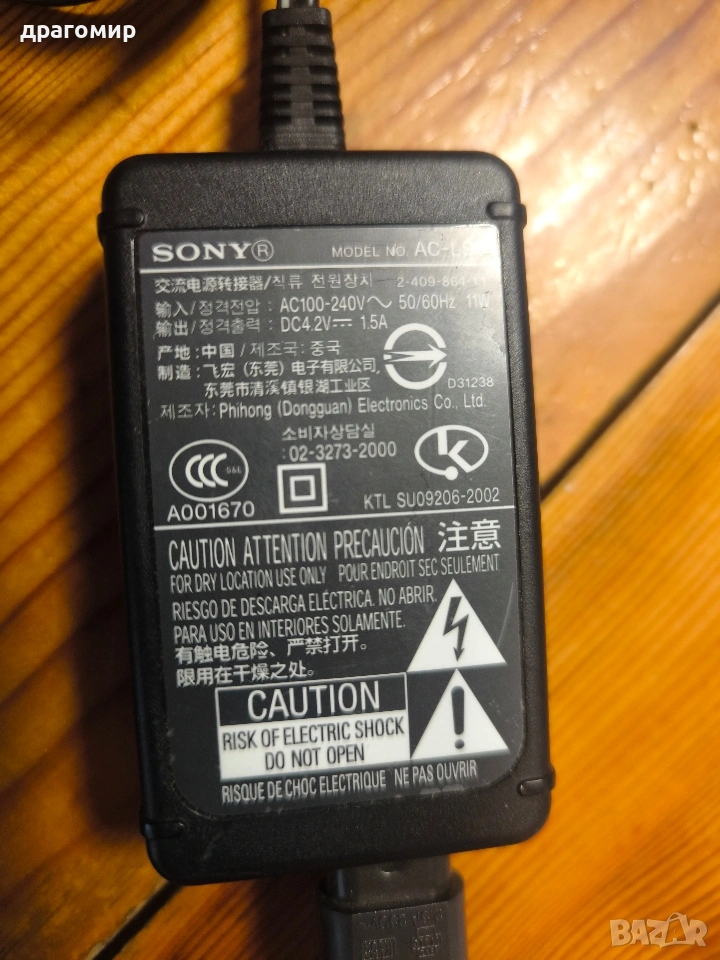 драгомир
SONY®
MODEL NO. AC-LS5
交流电源转接器/직류 전원장치 2-409-864-11
输入/정격전압 : AC100-240V～ 50/60Hz 11W
输出/정격출력 : DC4.2V⎓ 1.5A
产地:中国/제조국: 중국
制造: 飞宏(东莞)电子有限公司,
东莞市清溪镇银湖工业区
D31238
제조자: Phihong (Dongguan) Electronics Co., Ltd.
소비자상담실
: 02-3273-2000
CCC S&E
A001670
KTL SU09206-2002
CAUTION ATTENTION PRECAUCIÓN 注意
FOR DRY LOCATION USE ONLY POUR ENDROIT SEC SEULEMENT
RIESGO DE DESCARGA ELÉCTRICA. NO ABRIR.
PARA USO EN INTERIORES SOLAMENTE.
有触电危险、严禁打开。
限用在干燥之处。
CAUTION
RISK OF ELECTRIC SHOCK
DO NOT OPEN
RISQUE DE CHOC ELECTRIQUE NE PAS OUVRIR
BAZAR